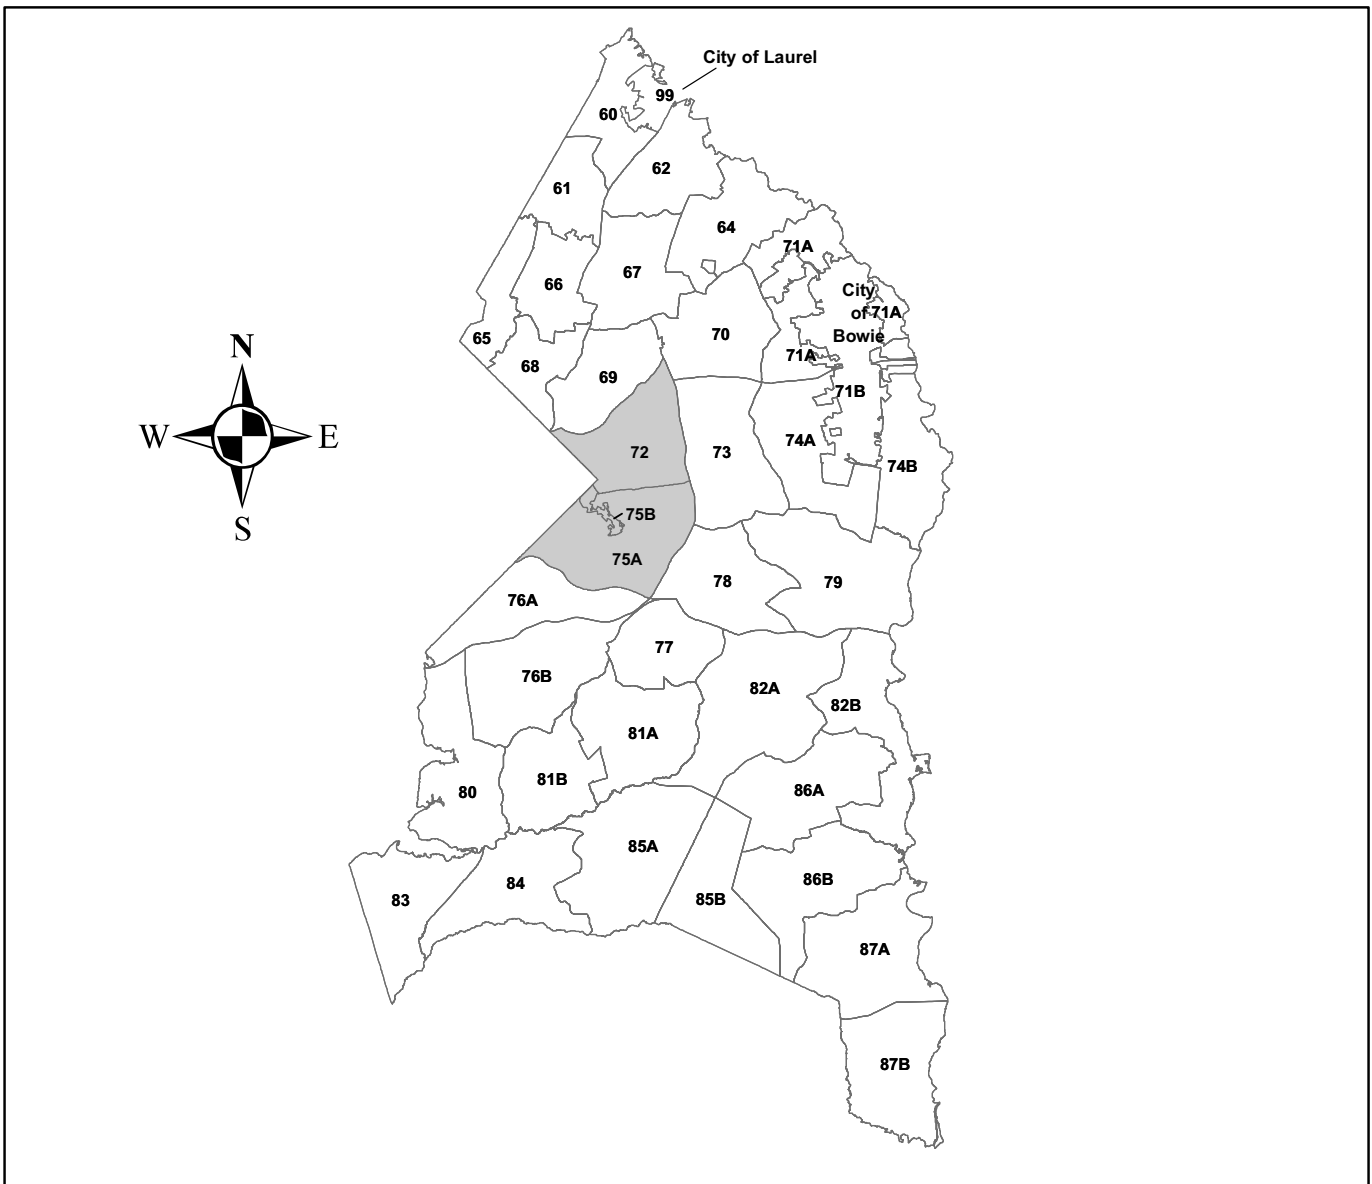 City of Laurel
99
60
62
61
64
71A
67
66
City
of 71A
Bowie
65
70
71A
68
69
71B
N
W E
S
72
73
74A
74B
75B
75A
78
79
76A
77
76B
82A
82B
81A
81B
80
86A
85A
86B
84
83
85B
87A
87B